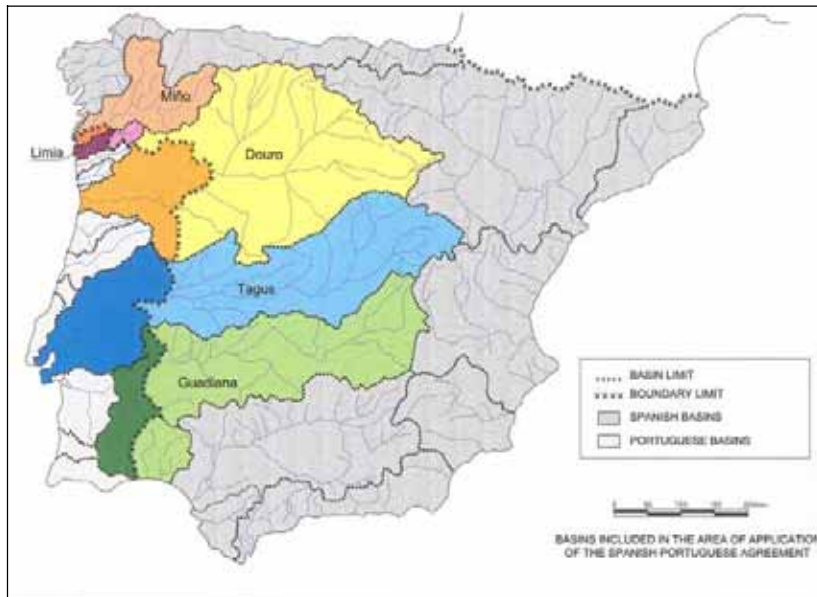 Miño
Limia
Douro
Tagus
Guadiana
BASIN LIMIT
BOUNDARY LIMIT
SPANISH BASINS
PORTUGUESE BASINS
BASINS INCLUDED IN THE AREA OF APPLICATION
OF THE SPANISH-PORTUGUESE AGREEMENT